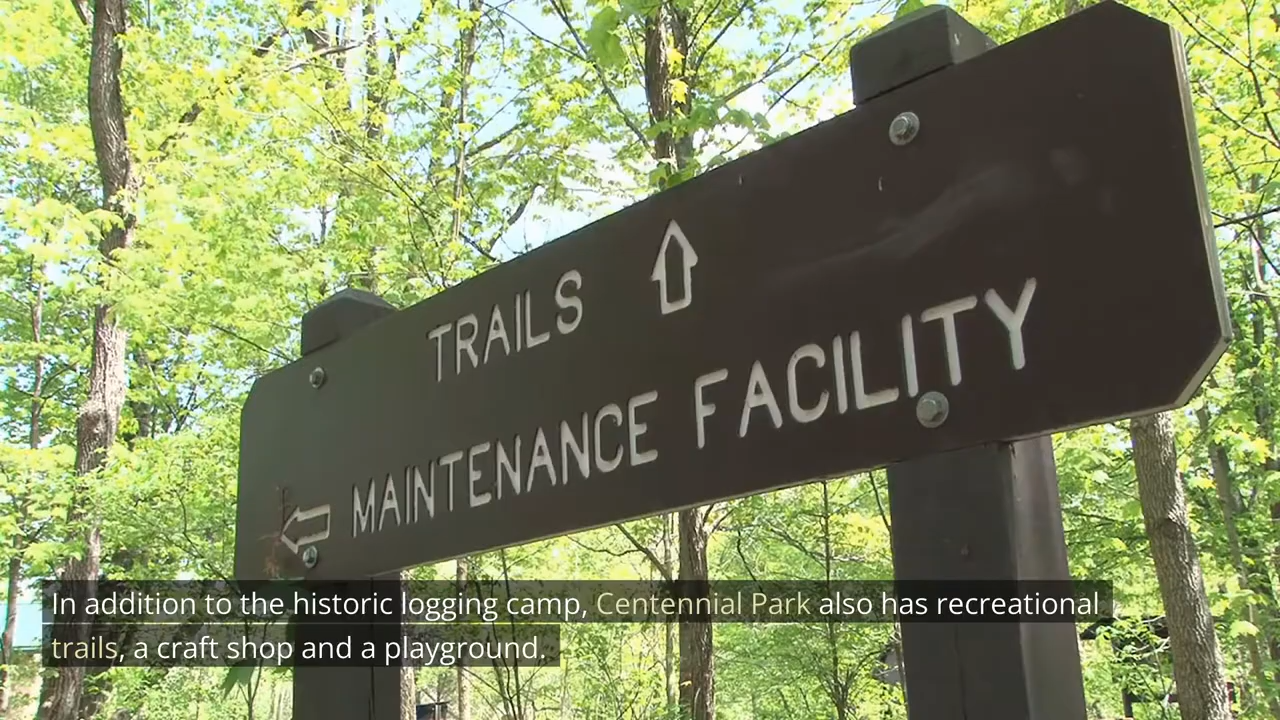 TRAILS
MAINTENANCE FACILITY
In addition to the historic logging camp, Centennial Park also has recreational
trails, a craft shop and a playground.